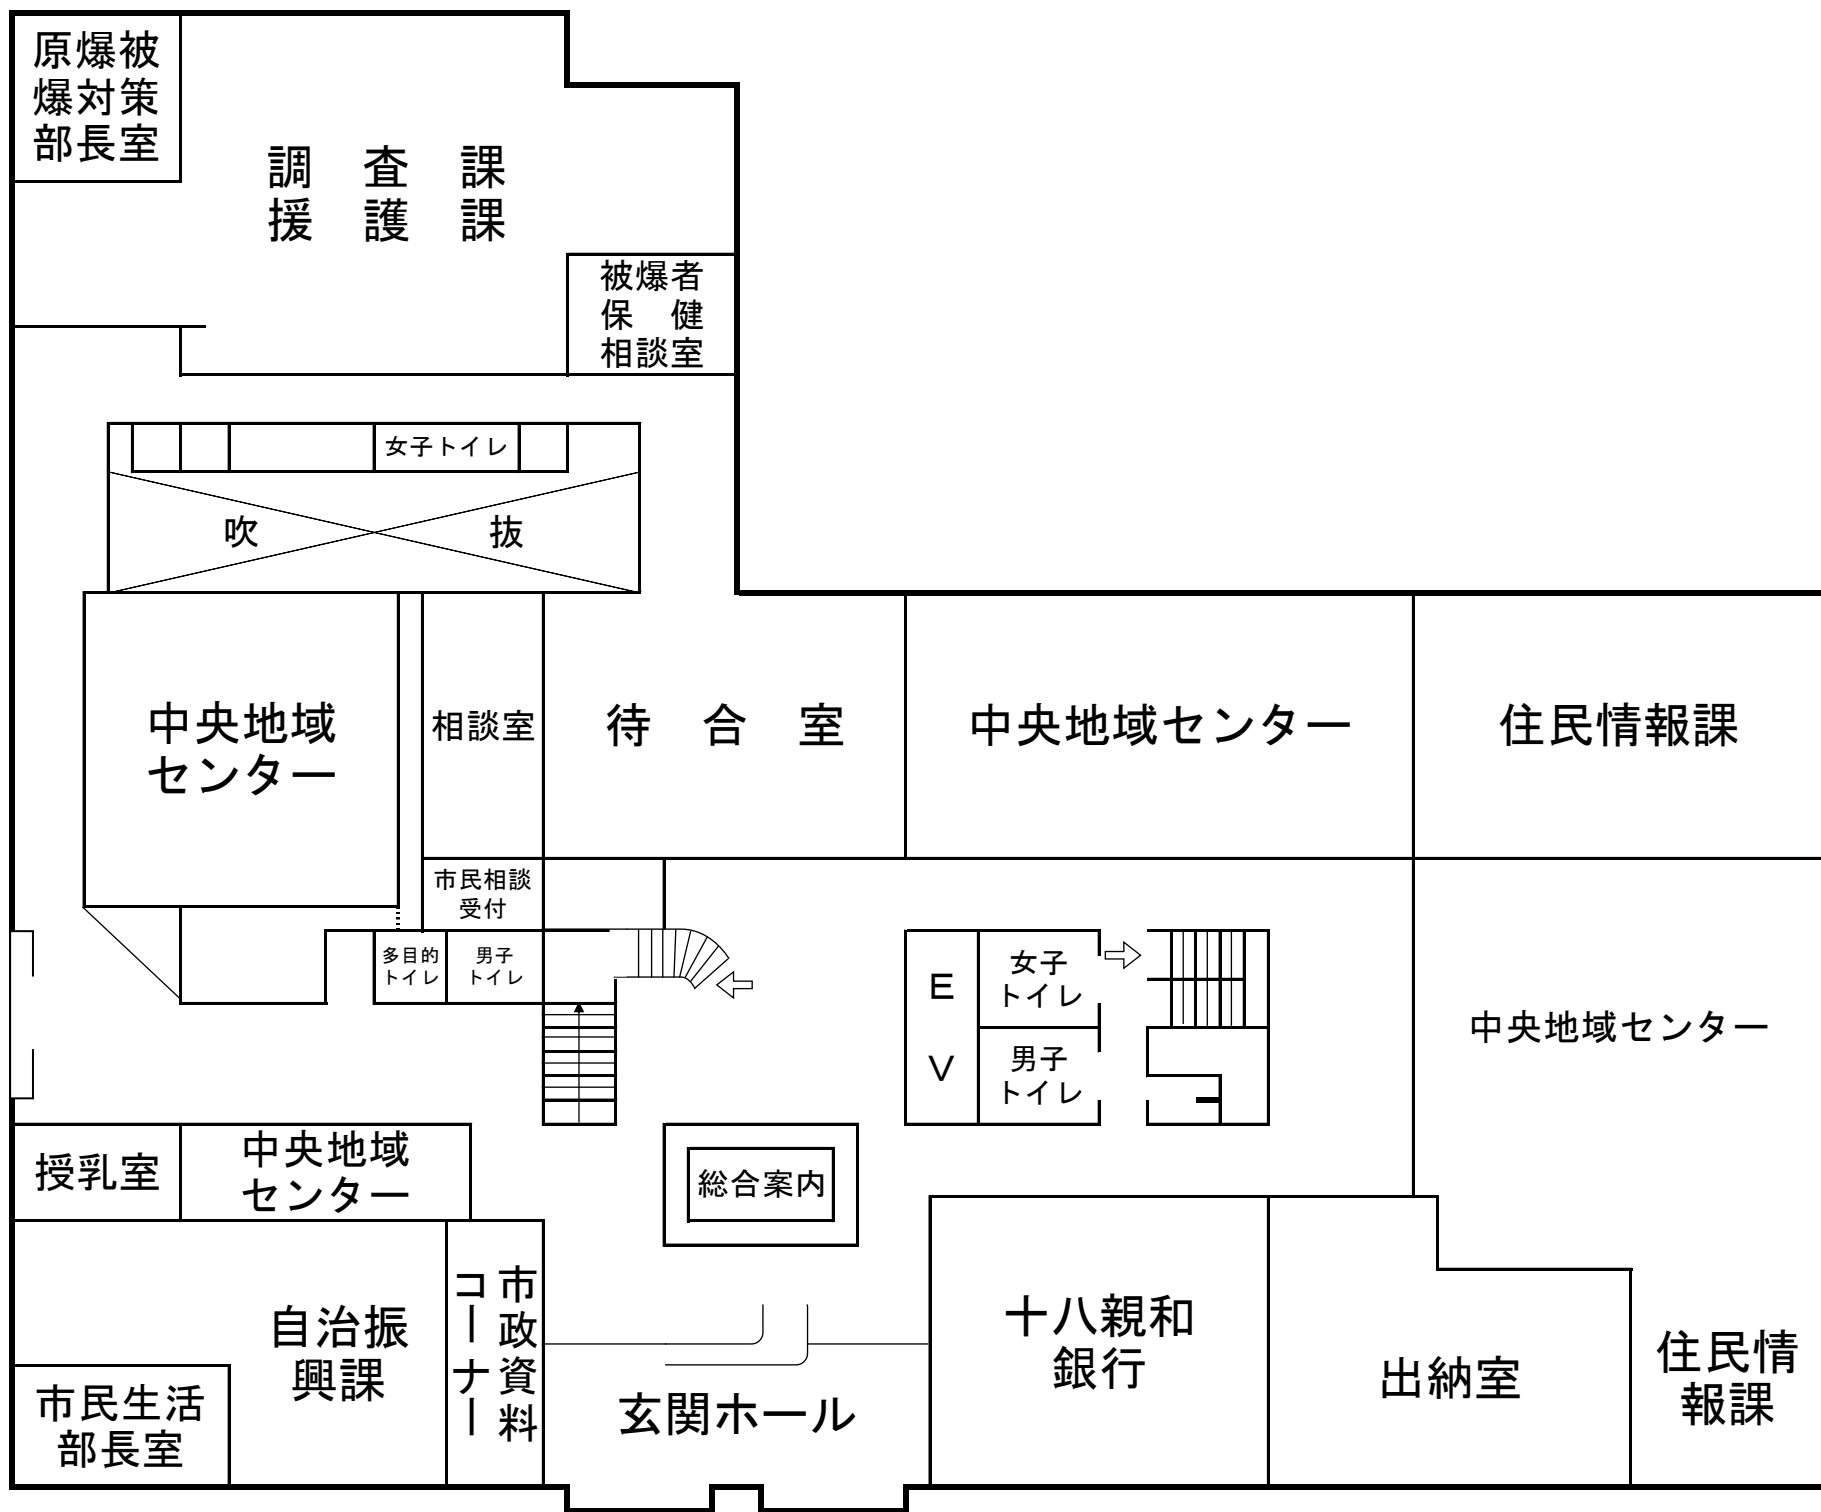 原爆被
爆対策
部長室
調　査　課
援　護　課
被爆者
保　健
相談室
女子トイレ
吹　抜
中央地域
センター
相談室
待　合　室
中央地域センター
住民情報課
市民相談
受付
多目的
トイレ
男子
トイレ
E
V
女子
トイレ
男子
トイレ
中央地域センター
授乳室
中央地域
センター
総合案内
自治振
興課
市政資料
コーナー
市民生活
部長室
玄関ホール
十八親和
銀行
出納室
住民情
報課